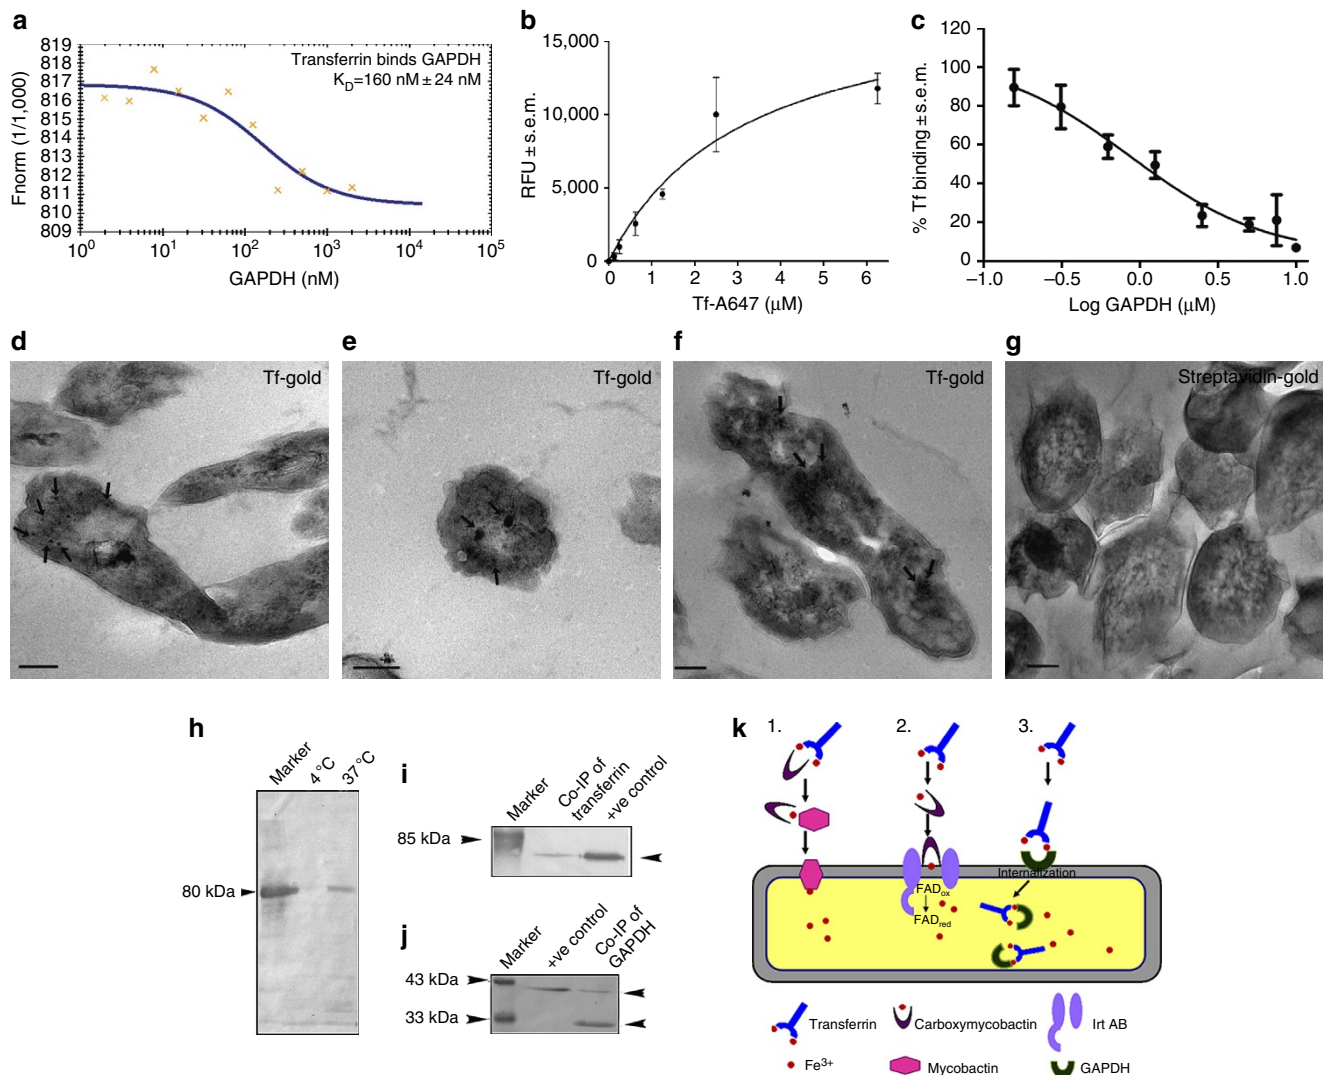 a
819
818
817
816
815
814
813
812
811
810
809
Fnorm (1/1,000)
Transferrin binds GAPDH
K_D=160 nM ± 24 nM
10^0 10^1 10^2 10^3 10^4 10^5
GAPDH (nM)
b
15,000
10,000
5,000
0
RFU ± s.e.m.
0 1 2 3 4 5 6
Tf-A647 (μM)
c
120
100
80
60
40
20
0
% Tf binding ± s.e.m.
–1.0 –0.5 0.0 0.5 1.0
Log GAPDH (μM)
d
Tf-gold
e
Tf-gold
f
Tf-gold
g
Streptavidin-gold
h
Marker
4 °C
37 °C
80 kDa
i
Marker
Co-IP of
transferrin
+ve control
85 kDa
j
Marker
+ve control
Co-IP of
GAPDH
43 kDa
33 kDa
k
1. 2. 3.
Internalization
FAD_ox
FAD_red
Transferrin
Carboxymycobactin
Irt AB
Fe^3+
Mycobactin
GAPDH